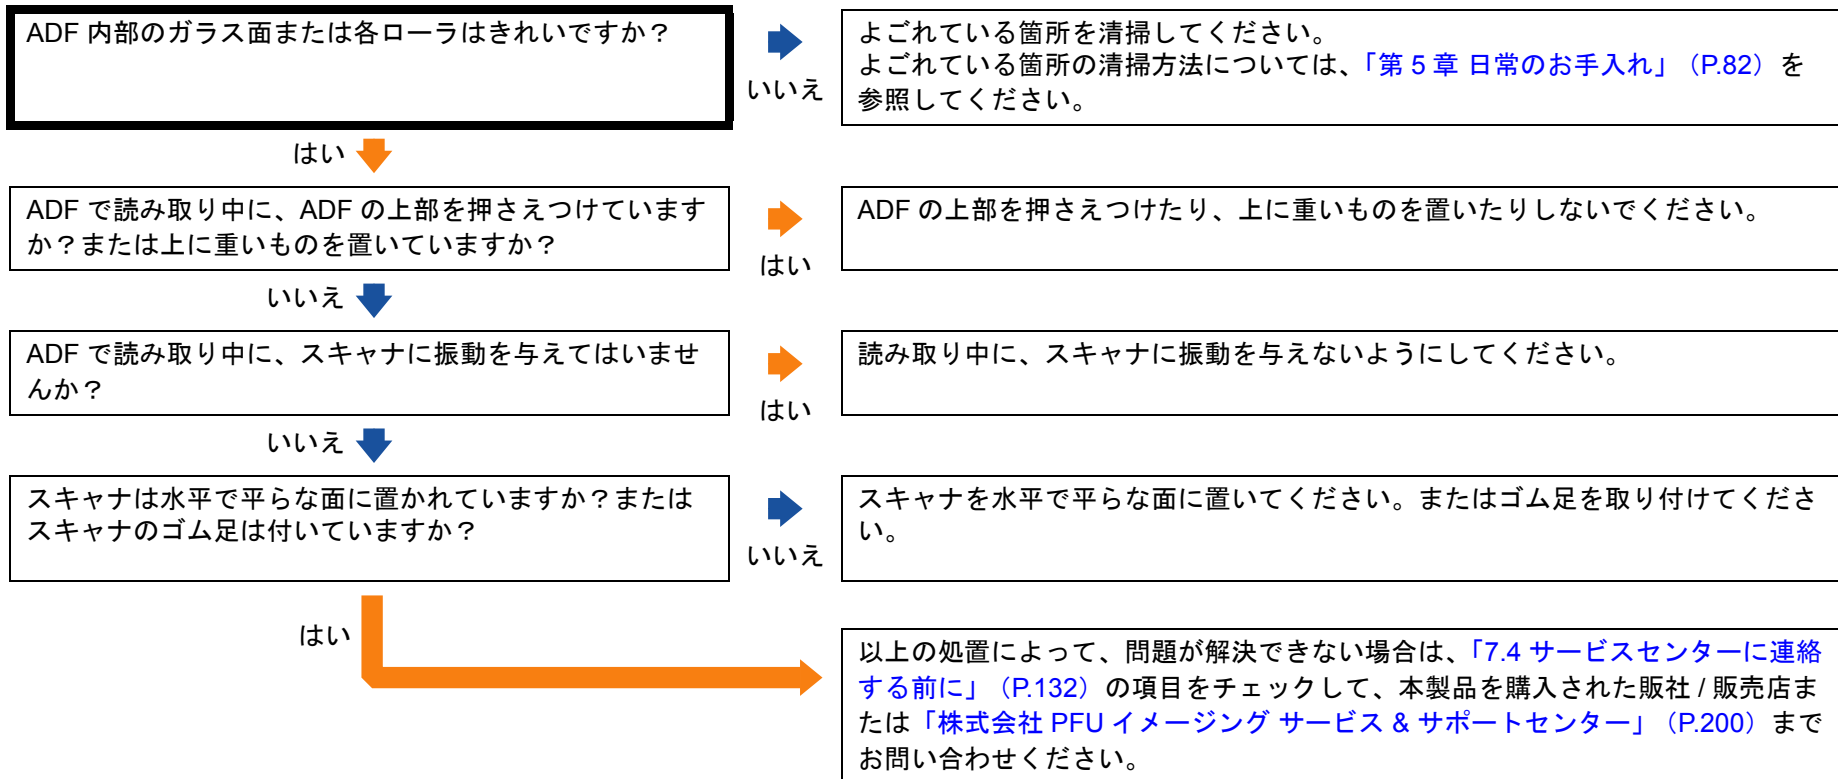 ADF 内部のガラス面または各ローラはきれいですか？
いいえ
よごれている箇所を清掃してください。
よごれている箇所の清掃方法については、「第 5 章 日常のお手入れ」（P.82）を
参照してください。
はい
ADF で読み取り中に、ADF の上部を押さえつけています
か？または上に重いものを置いていますか？
はい
ADF の上部を押さえつけたり、上に重いものを置いたりしないでください。
いいえ
ADF で読み取り中に、スキャナに振動を与えてはいませ
んか？
はい
読み取り中に、スキャナに振動を与えないようにしてください。
いいえ
スキャナは水平で平らな面に置かれていますか？または
スキャナのゴム足は付いていますか？
いいえ
スキャナを水平で平らな面に置いてください。またはゴム足を取り付けてくださ
い。
はい
以上の処置によって、問題が解決できない場合は、「7.4 サービスセンターに連絡
する前に」（P.132）の項目をチェックして、本製品を購入された販社 / 販売店ま
たは「株式会社 PFU イメージング サービス & サポートセンター」（P.200）まで
お問い合わせください。